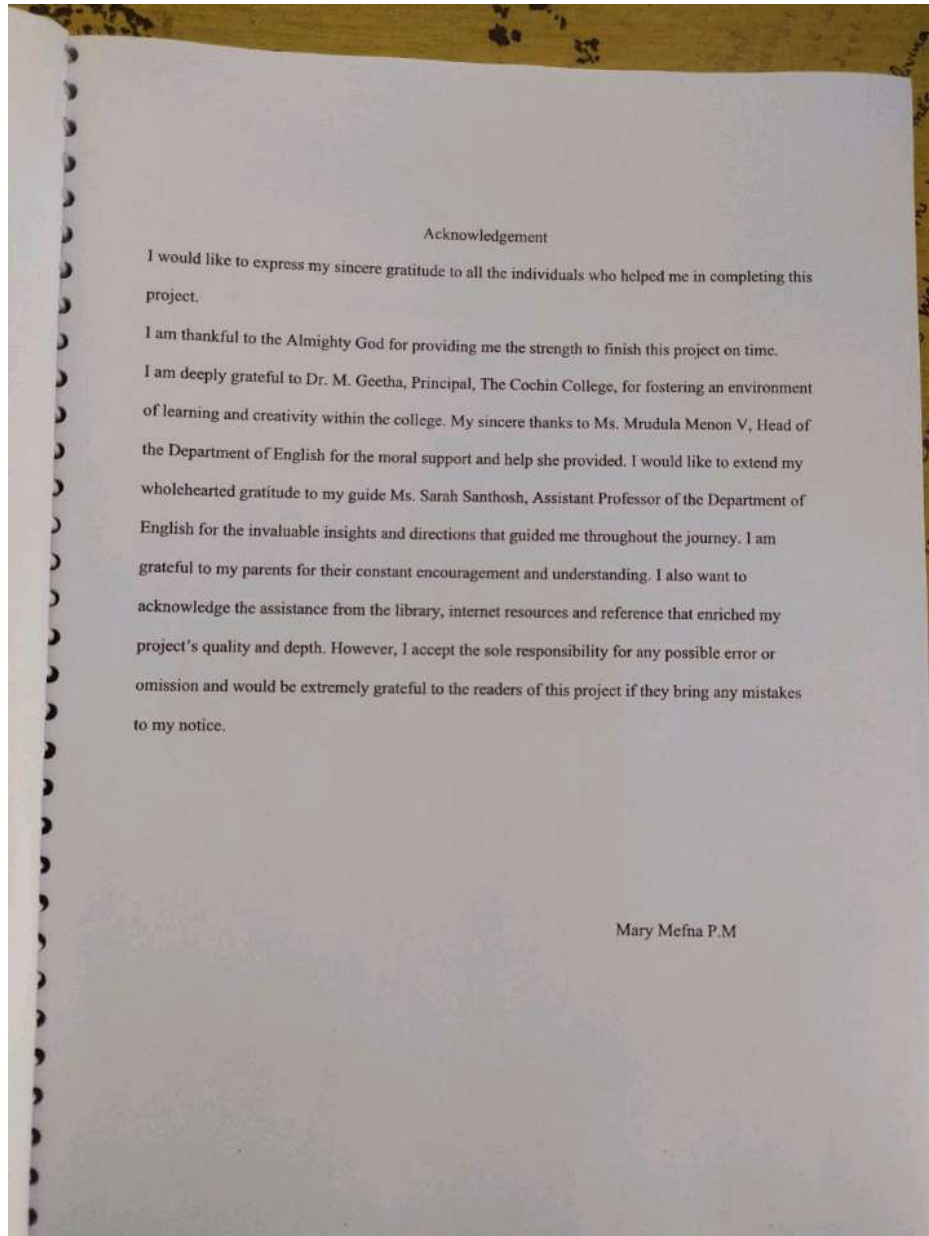 Acknowledgement
I would like to express my sincere gratitude to all the individuals who helped me in completing this
project.
I am thankful to the Almighty God for providing me the strength to finish this project on time.
I am deeply grateful to Dr. M. Geetha, Principal, The Cochin College, for fostering an environment
of learning and creativity within the college. My sincere thanks to Ms. Mrudula Menon V, Head of
the Department of English for the moral support and help she provided. I would like to extend my
wholehearted gratitude to my guide Ms. Sarah Santhosh, Assistant Professor of the Department of
English for the invaluable insights and directions that guided me throughout the journey. I am
grateful to my parents for their constant encouragement and understanding. I also want to
acknowledge the assistance from the library, internet resources and reference that enriched my
project's quality and depth. However, I accept the sole responsibility for any possible error or
omission and would be extremely grateful to the readers of this project if they bring any mistakes
to my notice.
Mary Mefna P.M
living